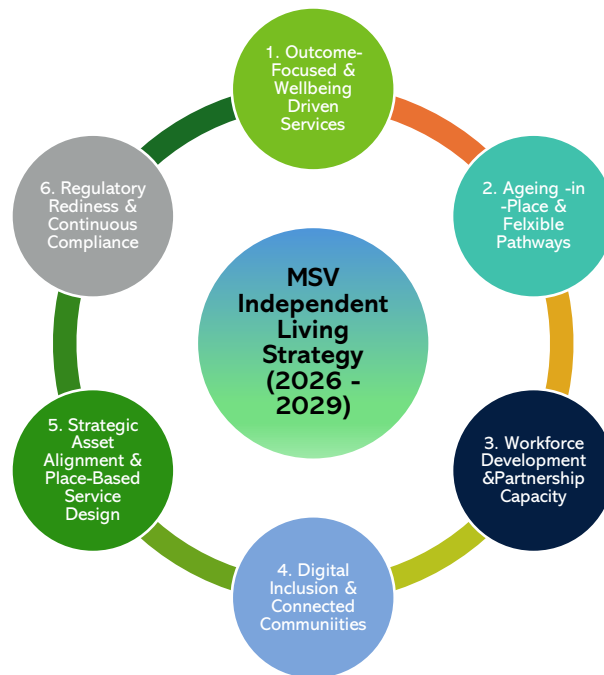 1. Outcome-
Focused &
Wellbeing
Driven
Services
2. Ageing -in
-Place &
Felxible
Pathways
3. Workforce
Development
&Partnership
Capacity
4. Digital
Inclusion &
Connected
Communiities
5. Strategic
Asset
Alignment &
Place-Based
Service
Design
6. Regulatory
Rediness &
Continuous
Compliance
MSV
Independent
Living
Strategy
(2026 -
2029)